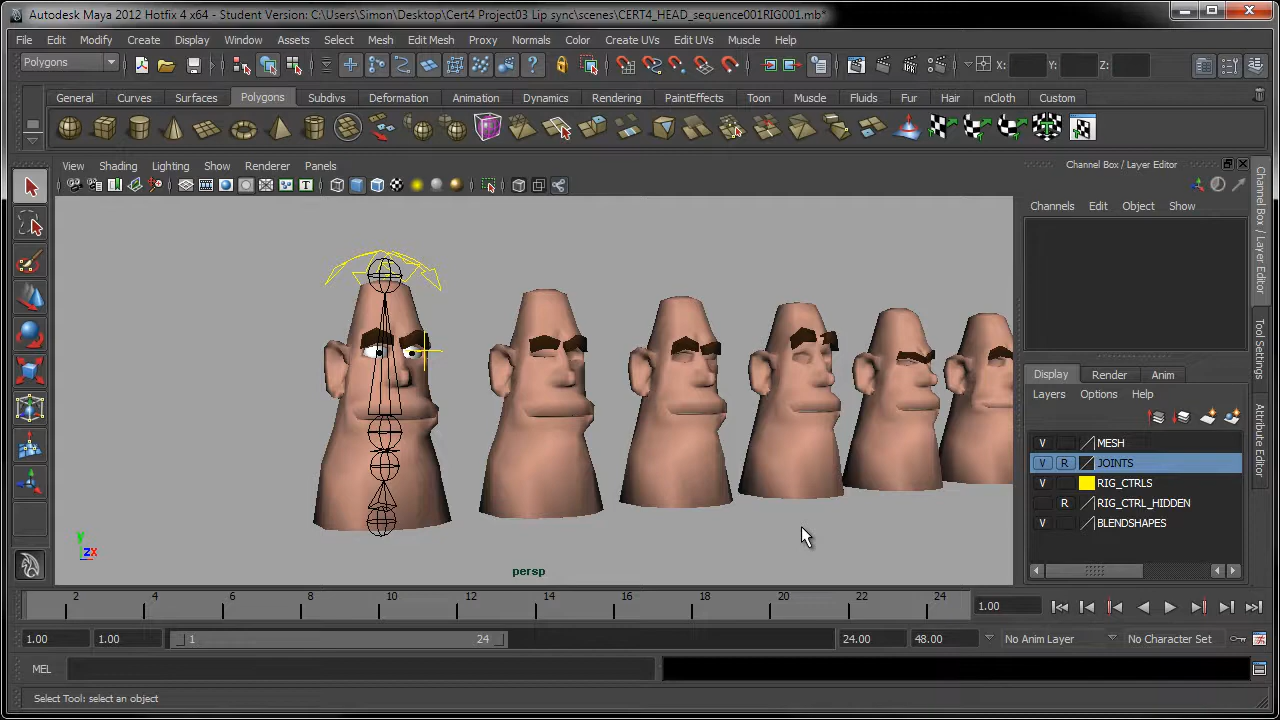 Autodesk Maya 2012 Hotfix 4 x64 - Student Version: C:\Users\Simon\Desktop\Cert4 Project03 Lip sync\scenes\CERT4_HEAD_sequence001RIG001.mb*
File Edit Modify Create Display Window Assets Select Mesh Edit Mesh Proxy Normals Color Create UVs Edit UVs Muscle Help
Polygons X: Y: Z:
General Curves Surfaces Polygons Subdivs Deformation Animation Dynamics Rendering PaintEffects Toon Muscle Fluids Fur Hair nCloth Custom
View Shading Lighting Show Renderer Panels
Channel Box / Layer Editor
Channels Edit Object Show
Display Render Anim
Layers Options Help
V MESH
V R JOINTS
V RIG_CTRLS
R RIG_CTRL_HIDDEN
V BLENDSHAPES
Channel Box / Layer Editor
Tool Settings
Attribute Editor
y
zx
persp
2 4 6 8 10 12 14 16 18 20 22 24 1.00
1.00 1.00 1 24 24.00 48.00 No Anim Layer No Character Set
MEL
Select Tool: select an object